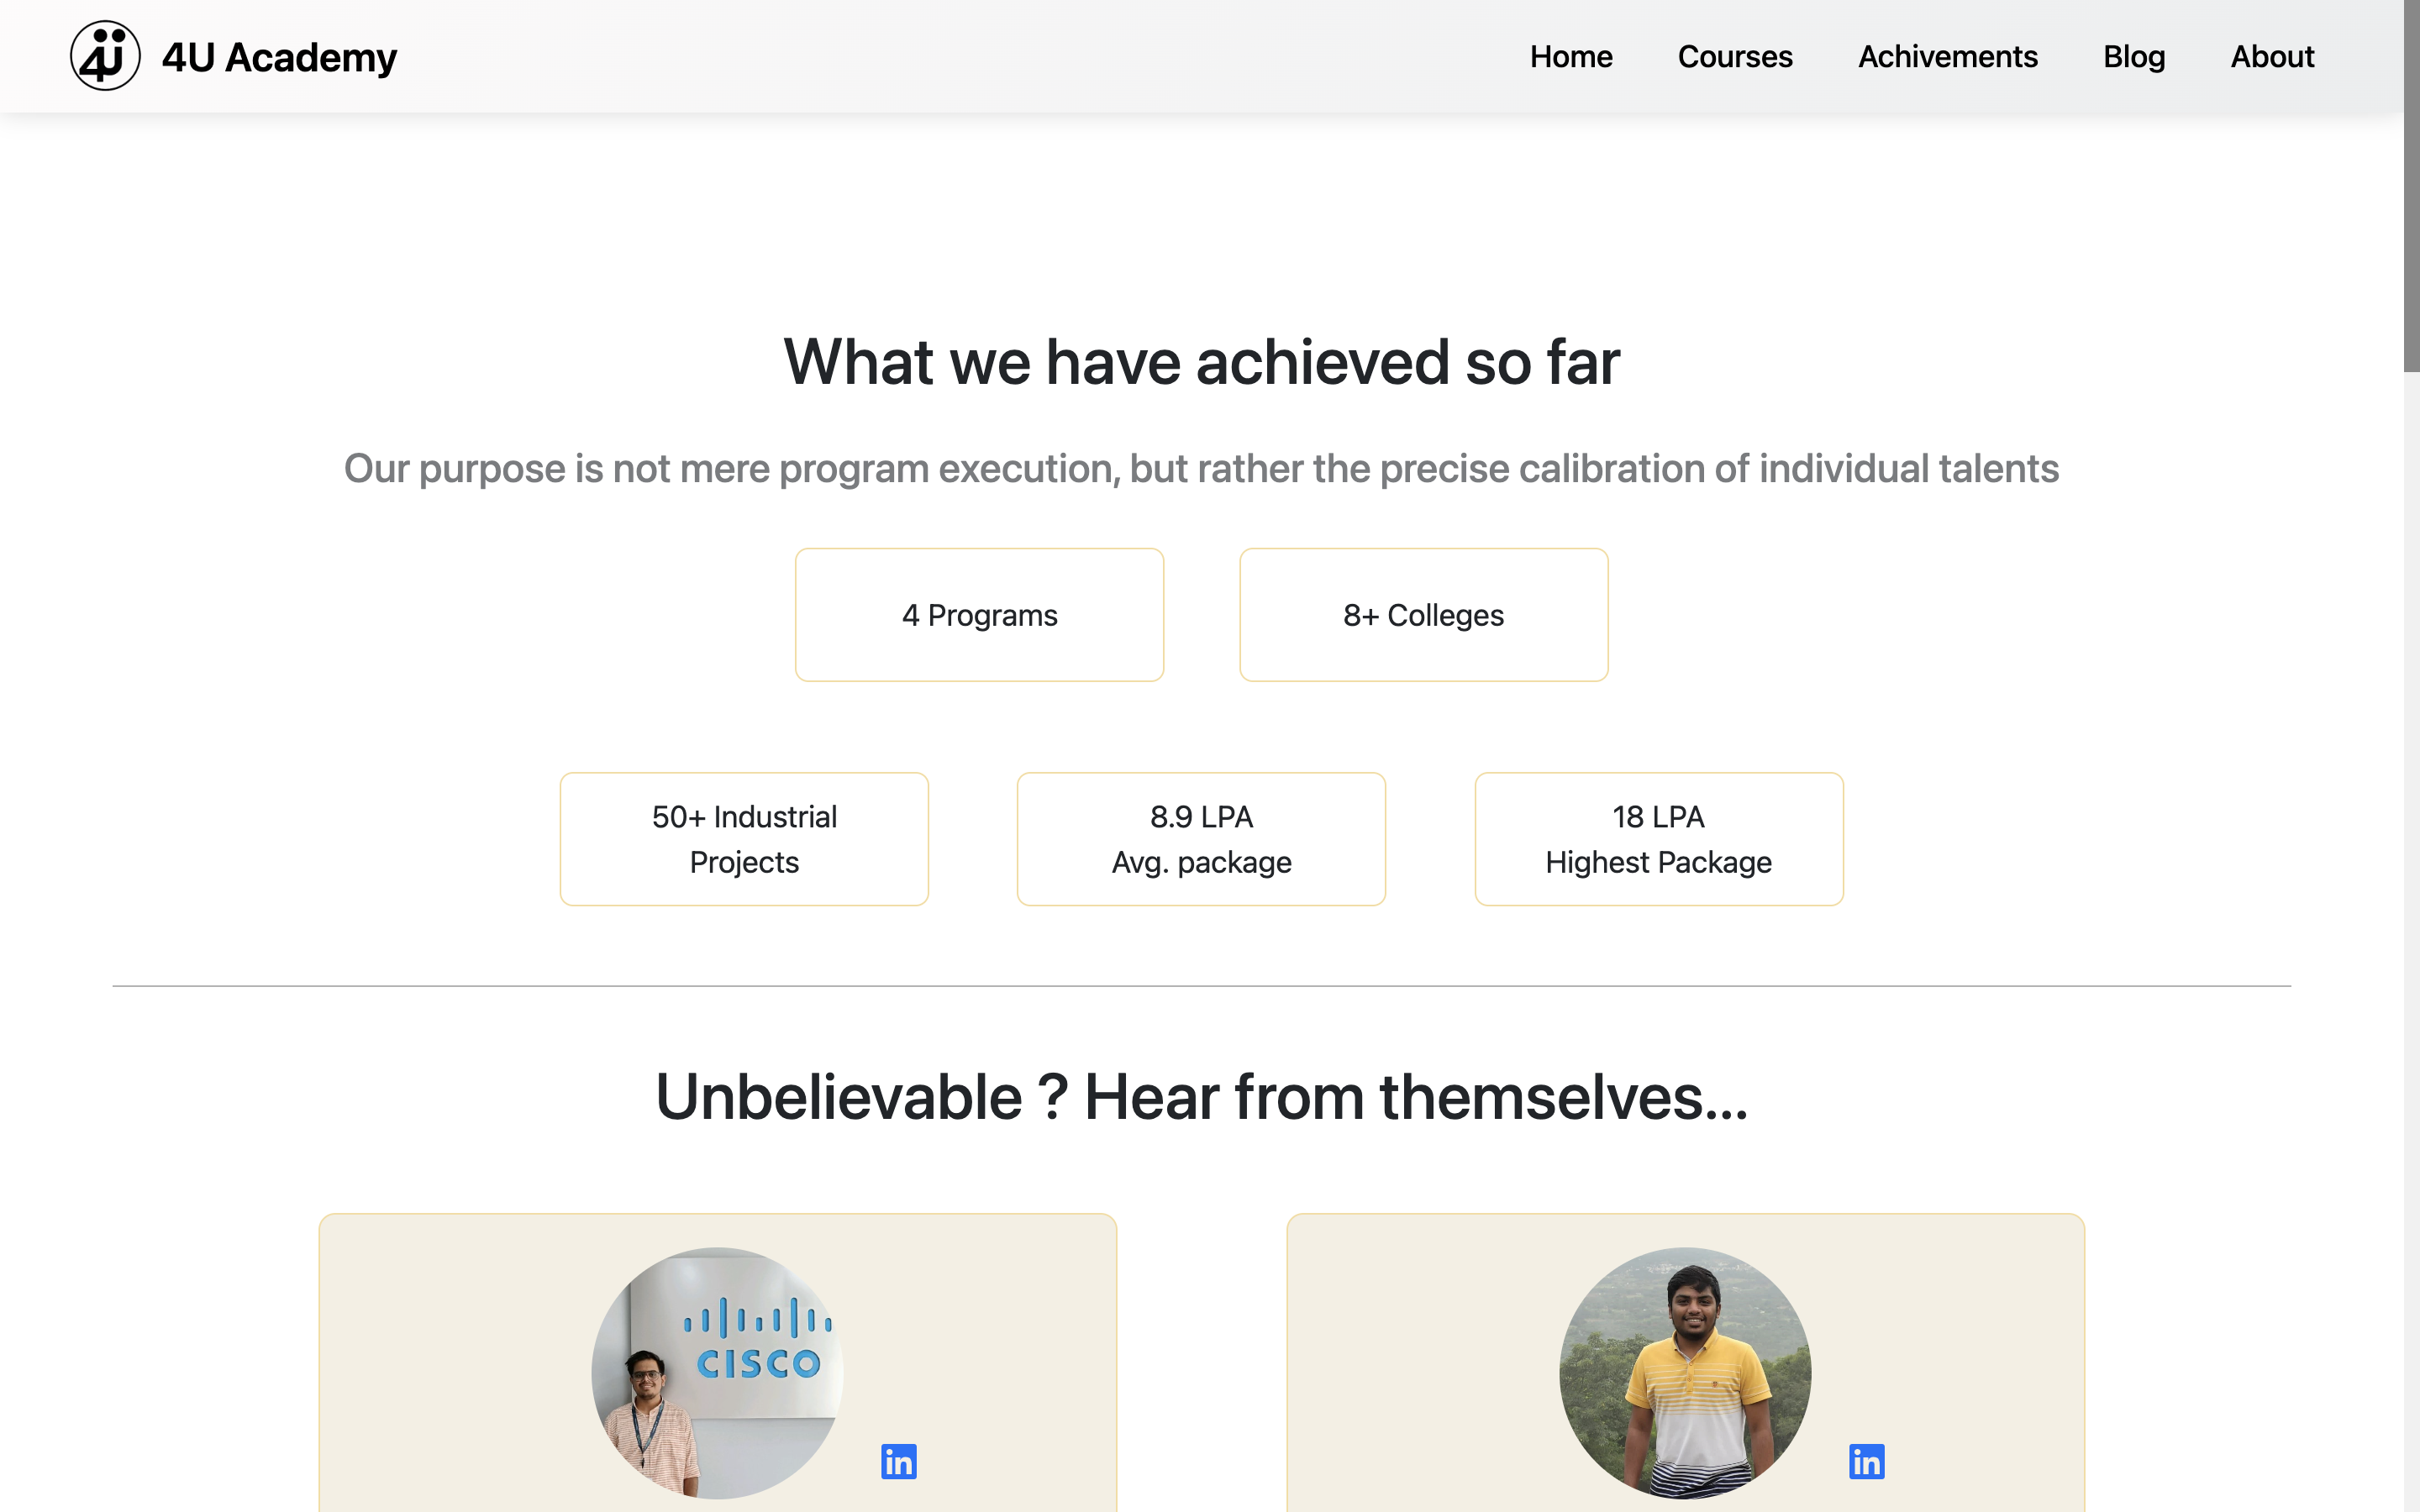 4U 4U Academy Home Courses Achivements Blog About
What we have achieved so far
Our purpose is not mere program execution, but rather the precise calibration of individual talents
4 Programs 8+ Colleges
50+ Industrial
Projects
8.9 LPA
Avg. package
18 LPA
Highest Package
Unbelievable ? Hear from themselves...
CISCO
in
in